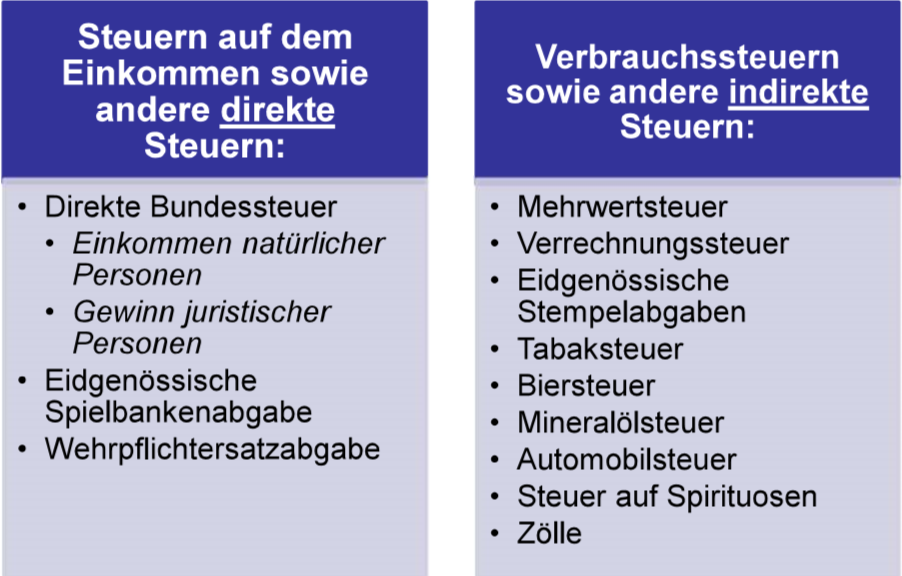 Steuern auf dem
Einkommen sowie
andere direkte
Steuern:
• Direkte Bundessteuer
• Einkommen natürlicher
Personen
• Gewinn juristischer
Personen
• Eidgenössische
Spielbankenabgabe
• Wehrpflichtersatzabgabe
Verbrauchssteuern
sowie andere indirekte
Steuern:
• Mehrwertsteuer
• Verrechnungssteuer
• Eidgenössische
Stempelabgaben
• Tabaksteuer
• Biersteuer
• Mineralölsteuer
• Automobilsteuer
• Steuer auf Spirituosen
• Zölle